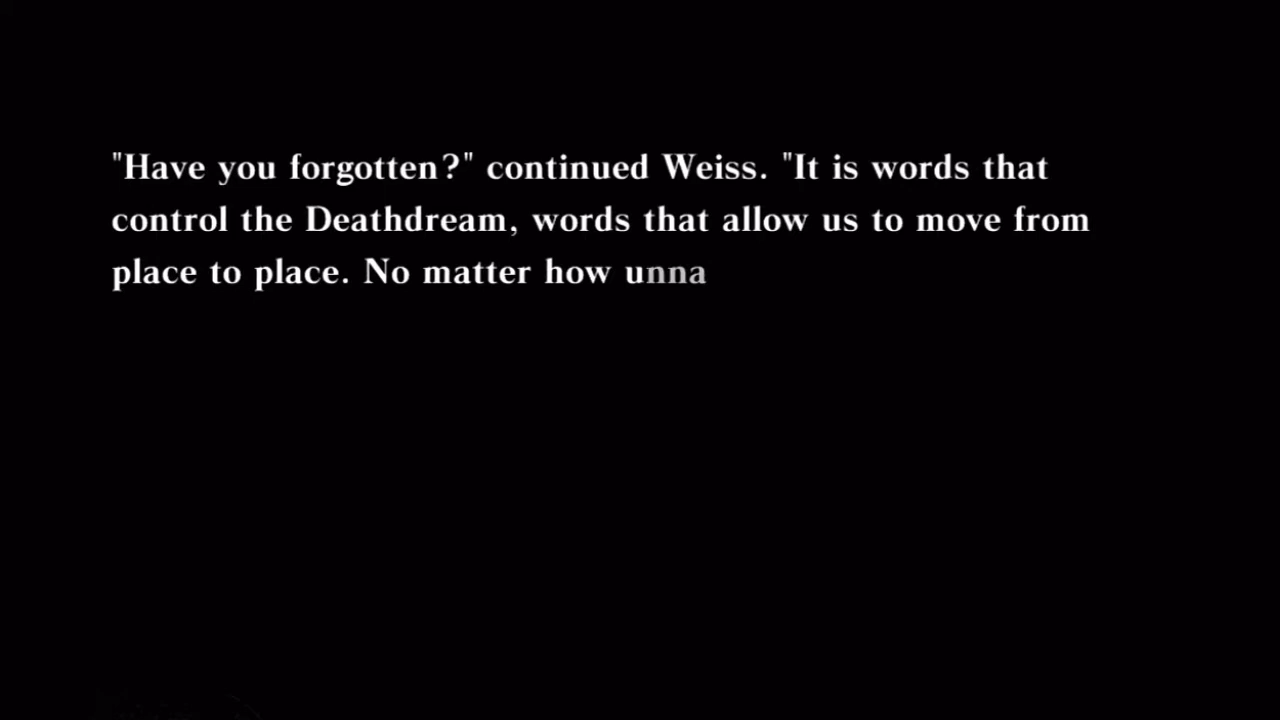 "Have you forgotten?" continued Weiss. "It is words that
control the Deathdream, words that allow us to move from
place to place. No matter how unna